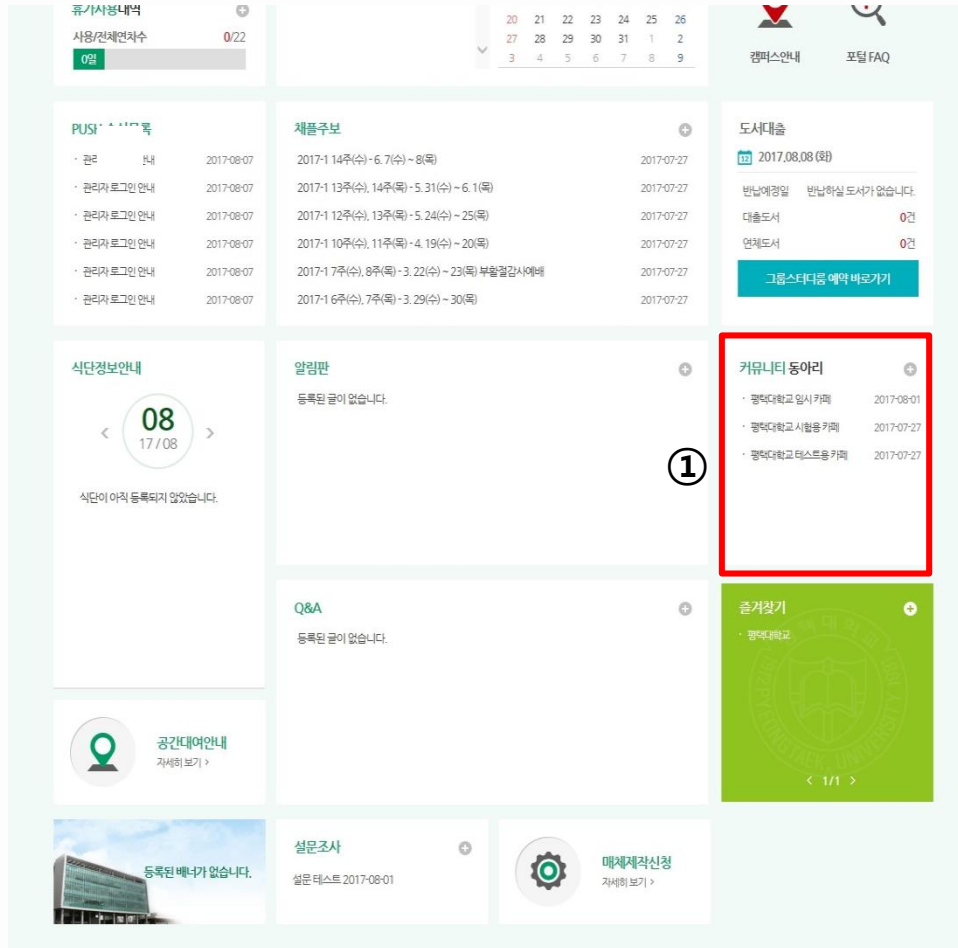 휴가사용내역
사용/전체연차수 0/22
0일
20 21 22 23 24 25 26
27 28 29 30 31 1 2
3 4 5 6 7 8 9
캠퍼스안내
포털 FAQ
PUSH
· 관리자 로그인 안내 2017-08-07
· 관리자 로그인 안내 2017-08-07
· 관리자 로그인 안내 2017-08-07
· 관리자 로그인 안내 2017-08-07
· 관리자 로그인 안내 2017-08-07
채플주보
2017-1 14주(수) - 6. 7(수) ~ 8(목) 2017-07-27
2017-1 13주(수), 14주(목) - 5. 31(수) ~ 6. 1(목) 2017-07-27
2017-1 12주(수), 13주(목) - 5. 24(수) ~ 25(목) 2017-07-27
2017-1 10주(수), 11주(목) - 4. 19(수) ~ 20(목) 2017-07-27
2017-1 7주(수), 8주(목) - 3. 22(수) ~ 23(목) 부활절감사예배 2017-07-27
2017-1 6주(수), 7주(목) - 3. 29(수) ~ 30(목) 2017-07-27
도서대출
12 2017.08.08 (화)
반납예정일 반납하실 도서가 없습니다.
대출도서 0건
연체도서 0건
그룹스터디룸 예약 바로가기
식단정보안내
< 08 >
17 / 08
식단이 아직 등록되지 않았습니다.
알림판
등록된 글이 없습니다.
①
커뮤니티 동아리
· 평택대학교 임시 카페 2017-08-01
· 평택대학교 시험용 카페 2017-07-27
· 평택대학교 테스트용 카페 2017-07-27
Q&A
등록된 글이 없습니다.
즐겨찾기
· 평택대학교
< 1/1 >
공간대여안내
자세히 보기 >
등록된 배너가 없습니다.
설문조사
설문 테스트 2017-08-01
매체제작신청
자세히 보기 >